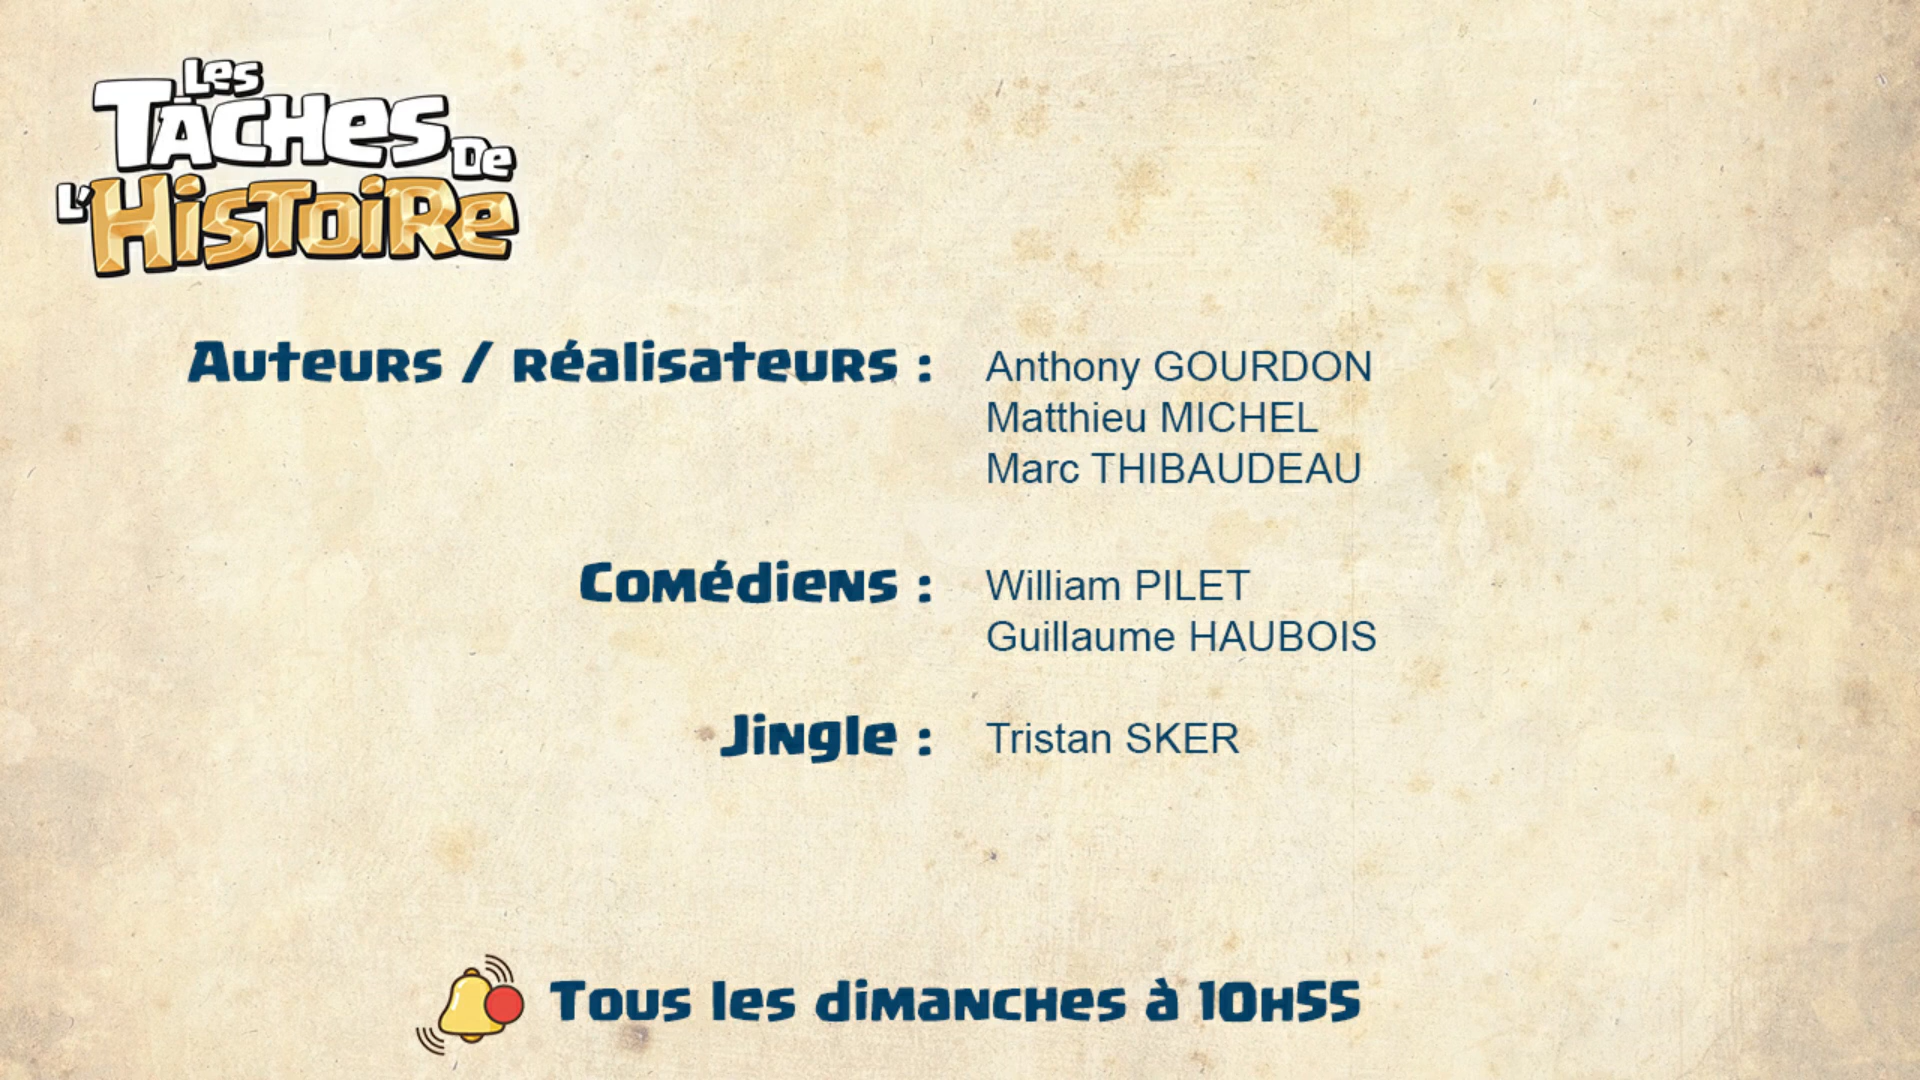 Les
TACHes De
L'HisToiRe
Auteurs / réalisateurs : Anthony GOURDON
Matthieu MICHEL
Marc THIBAUDEAU
Comédiens : William PILET
Guillaume HAUBOIS
Jingle : Tristan SKER
Tous les dimanches à 10H55